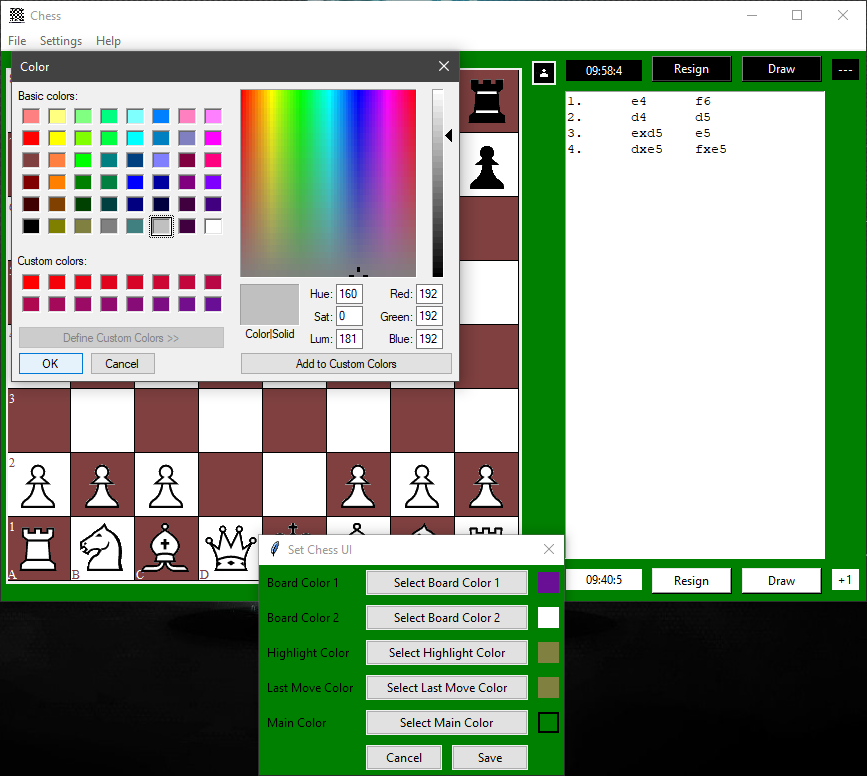 Chess
File Settings Help
Color
Basic colors:
Custom colors:
Define Custom Colors >>
OK Cancel
Color|Solid
Hue: 160 Red: 192
Sat: 0 Green: 192
Lum: 181 Blue: 192
Add to Custom Colors
09:58:4 Resign Draw ---
1. e4 f6
2. d4 d5
3. exd5 e5
4. dxe5 fxe5
3
2
1
A B C D
09:40:5 Resign Draw +1
Set Chess UI
Board Color 1 Select Board Color 1
Board Color 2 Select Board Color 2
Highlight Color Select Highlight Color
Last Move Color Select Last Move Color
Main Color Select Main Color
Cancel Save